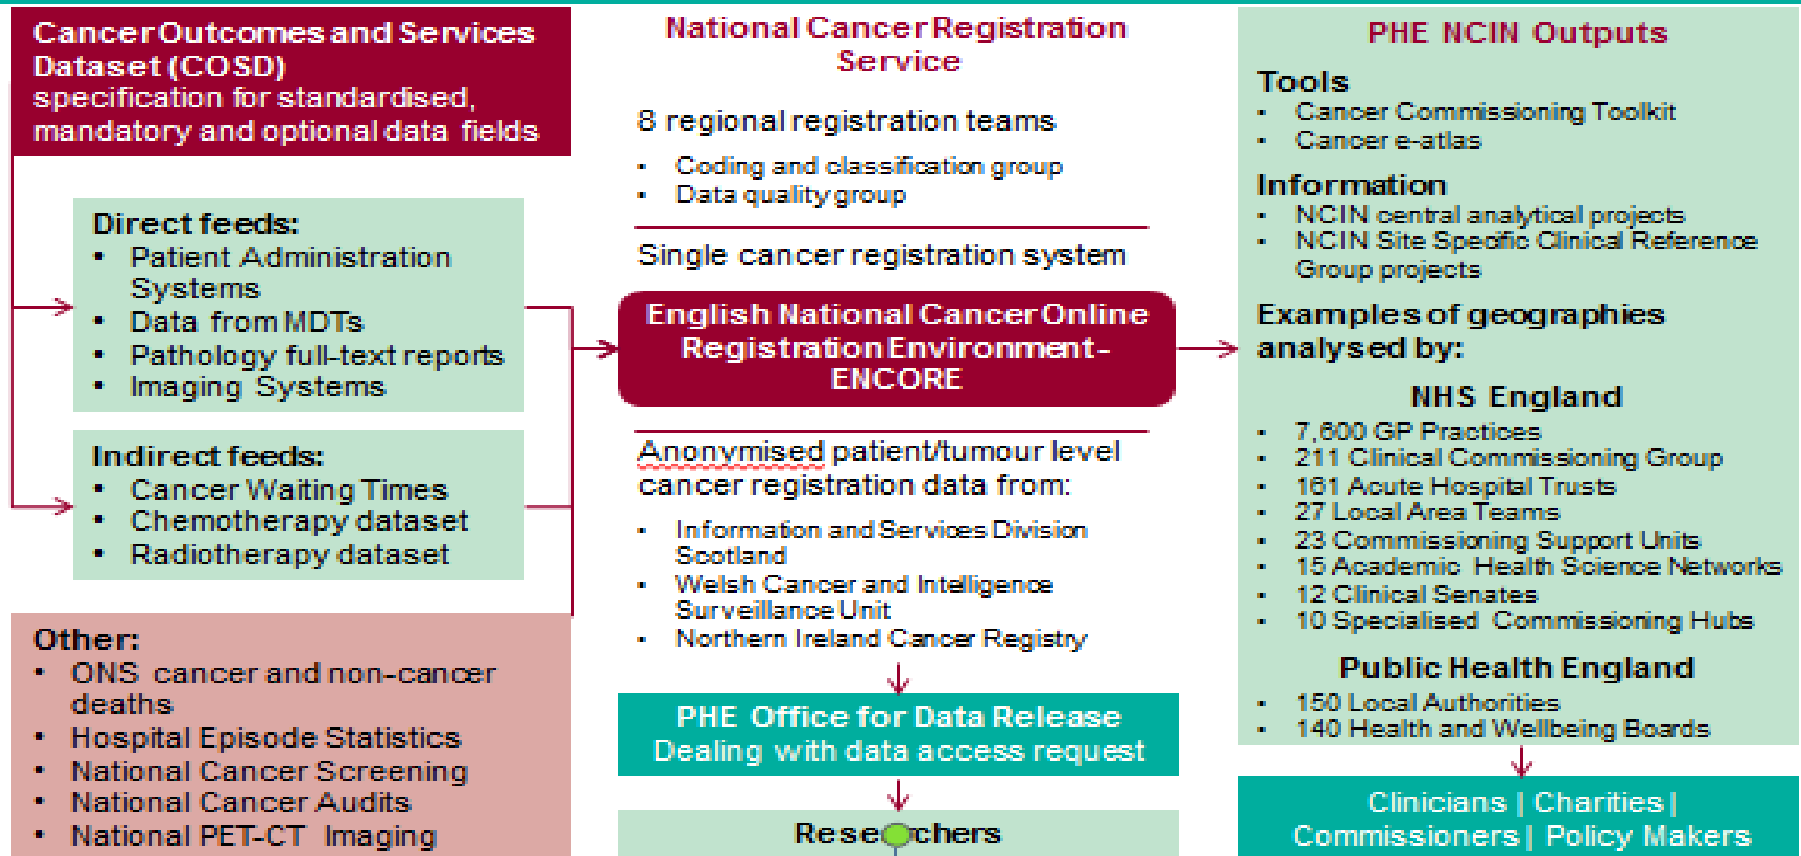 Cancer Outcomes and Services
Dataset (COSD)
specification for standardised,
mandatory and optional data fields
Direct feeds:
• Patient Administration
Systems
• Data from MDTs
• Pathology full-text reports
• Imaging Systems
Indirect feeds:
• Cancer Waiting Times
• Chemotherapy dataset
• Radiotherapy dataset
Other:
• ONS cancer and non-cancer
deaths
• Hospital Episode Statistics
• National Cancer Screening
• National Cancer Audits
• National PET-CT Imaging
National Cancer Registration
Service
8 regional registration teams
• Coding and classification group
• Data quality group
Single cancer registration system
English National Cancer Online
Registration Environment-
ENCORE
Anonymised patient/tumour level
cancer registration data from:
• Information and Services Division
Scotland
• Welsh Cancer and Intelligence
Surveillance Unit
• Northern Ireland Cancer Registry
PHE Office for Data Release
Dealing with data access request
Researchers
PHE NCIN Outputs
Tools
• Cancer Commissioning Toolkit
• Cancer e-atlas
Information
• NCIN central analytical projects
• NCIN Site Specific Clinical Reference
Group projects
Examples of geographies
analysed by:
NHS England
• 7,600 GP Practices
• 211 Clinical Commissioning Group
• 161 Acute Hospital Trusts
• 27 Local Area Teams
• 23 Commissioning Support Units
• 15 Academic Health Science Networks
• 12 Clinical Senates
• 10 Specialised Commissioning Hubs
Public Health England
• 150 Local Authorities
• 140 Health and Wellbeing Boards
Clinicians | Charities |
Commissioners | Policy Makers